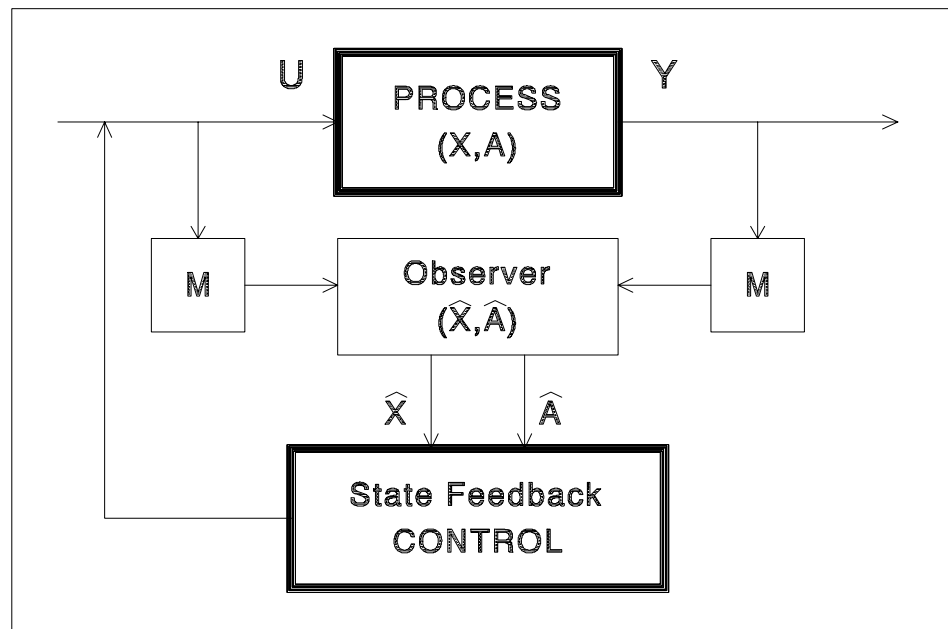 U
PROCESS
(X,A)
Y
M
Observer
(X̂,Â)
M
X̂
Â
State Feedback
CONTROL